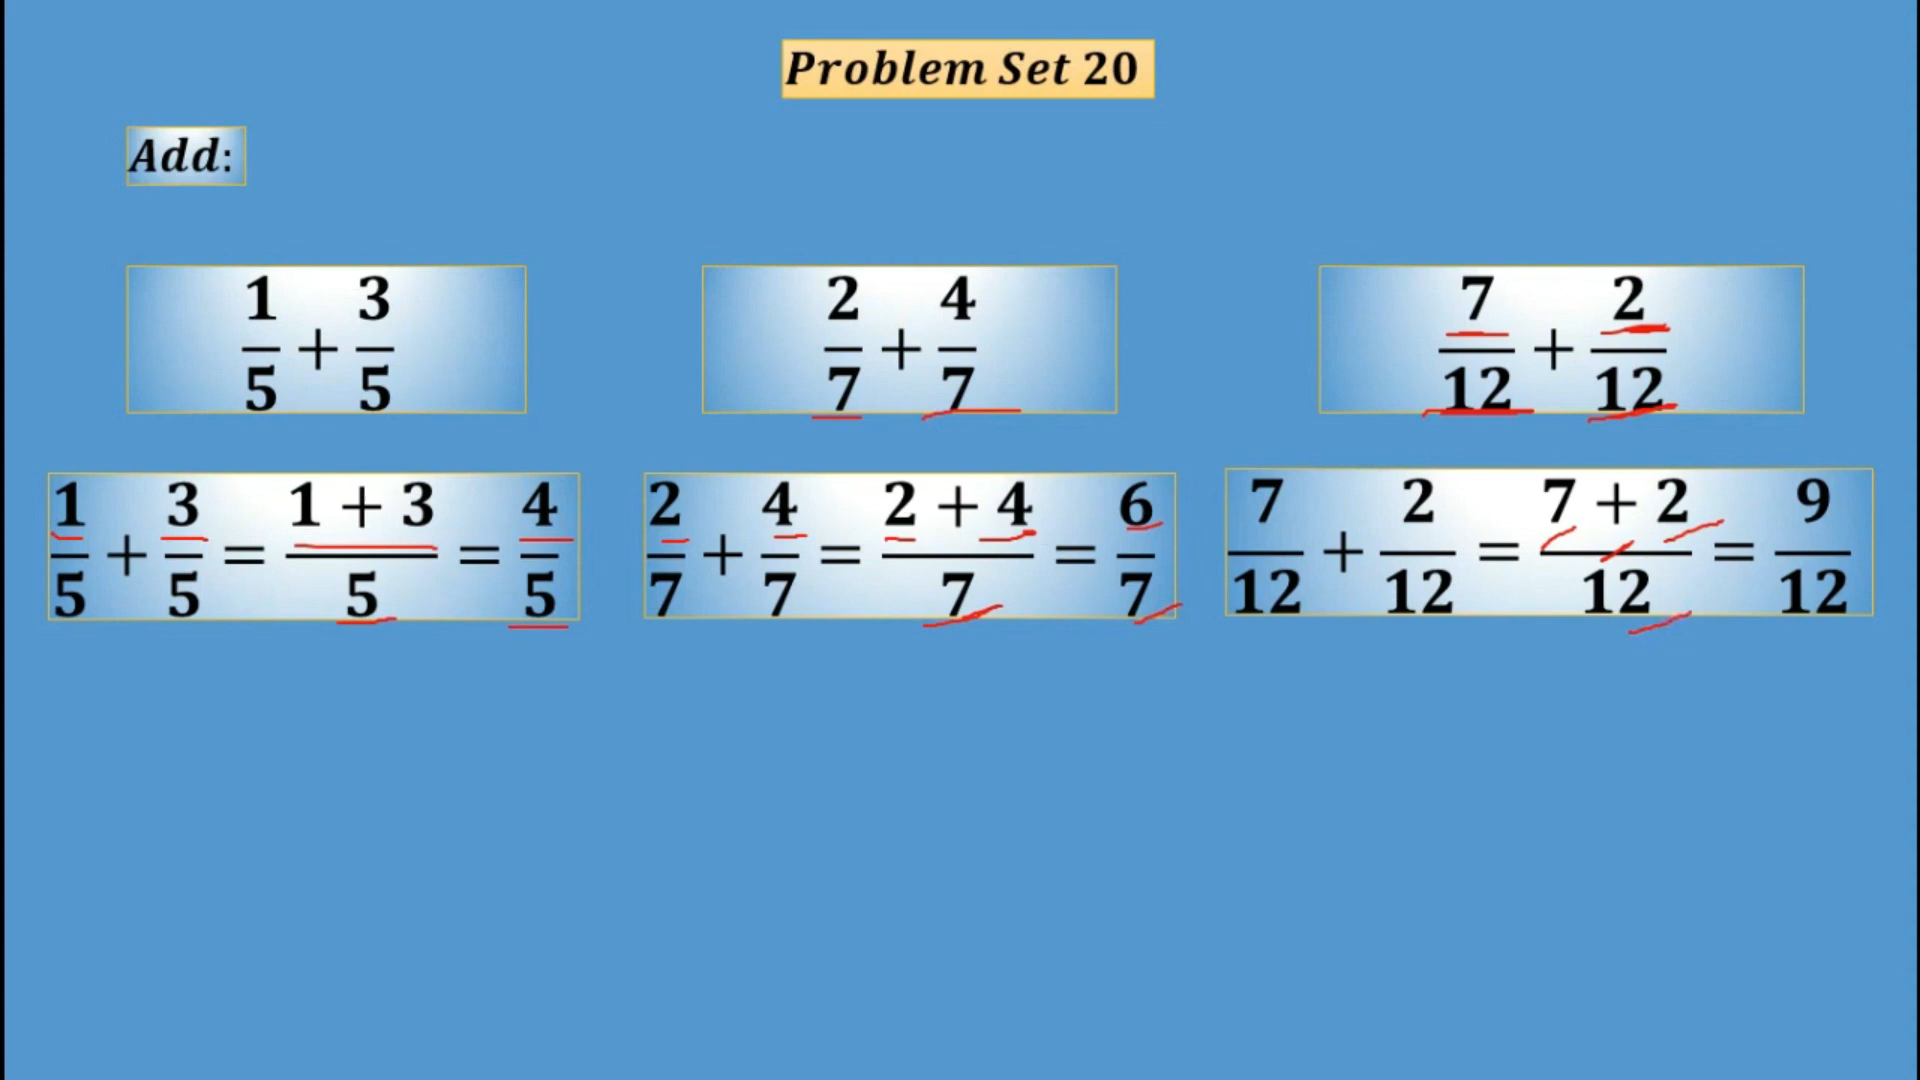 Problem Set 20
Add:
1/5 + 3/5
2/7 + 4/7
7/12 + 2/12
1/5 + 3/5 = (1 + 3)/5 = 4/5
2/7 + 4/7 = (2 + 4)/7 = 6/7
7/12 + 2/12 = (7 + 2)/12 = 9/12